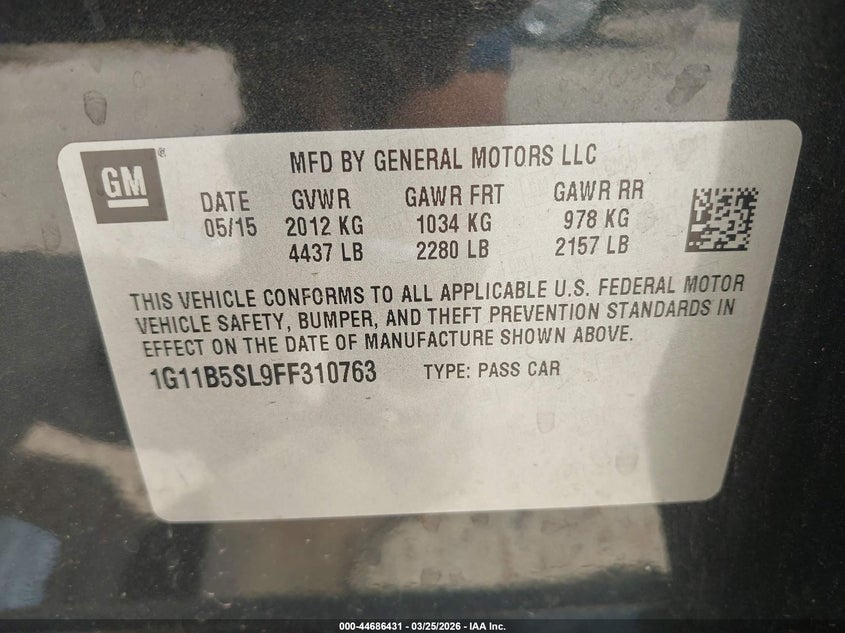 GM ®
MFD BY GENERAL MOTORS LLC
DATE GVWR GAWR FRT GAWR RR
05/15 2012 KG 1034 KG 978 KG
4437 LB 2280 LB 2157 LB
THIS VEHICLE CONFORMS TO ALL APPLICABLE U.S. FEDERAL MOTOR
VEHICLE SAFETY, BUMPER, AND THEFT PREVENTION STANDARDS IN
EFFECT ON THE DATE OF MANUFACTURE SHOWN ABOVE.
1G11B5SL9FF310763 TYPE: PASS CAR
000-44686431 - 03/25/2026 - IAA Inc.